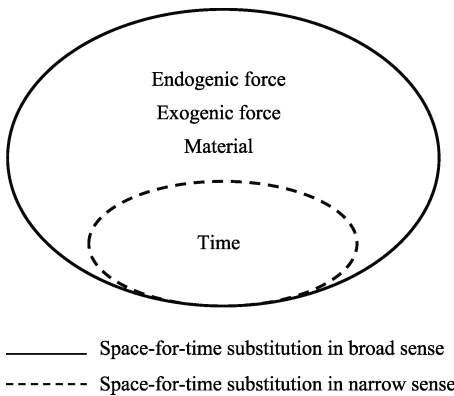 Endogenic force
Exogenic force
Material
Time
Space-for-time substitution in broad sense
Space-for-time substitution in narrow sense